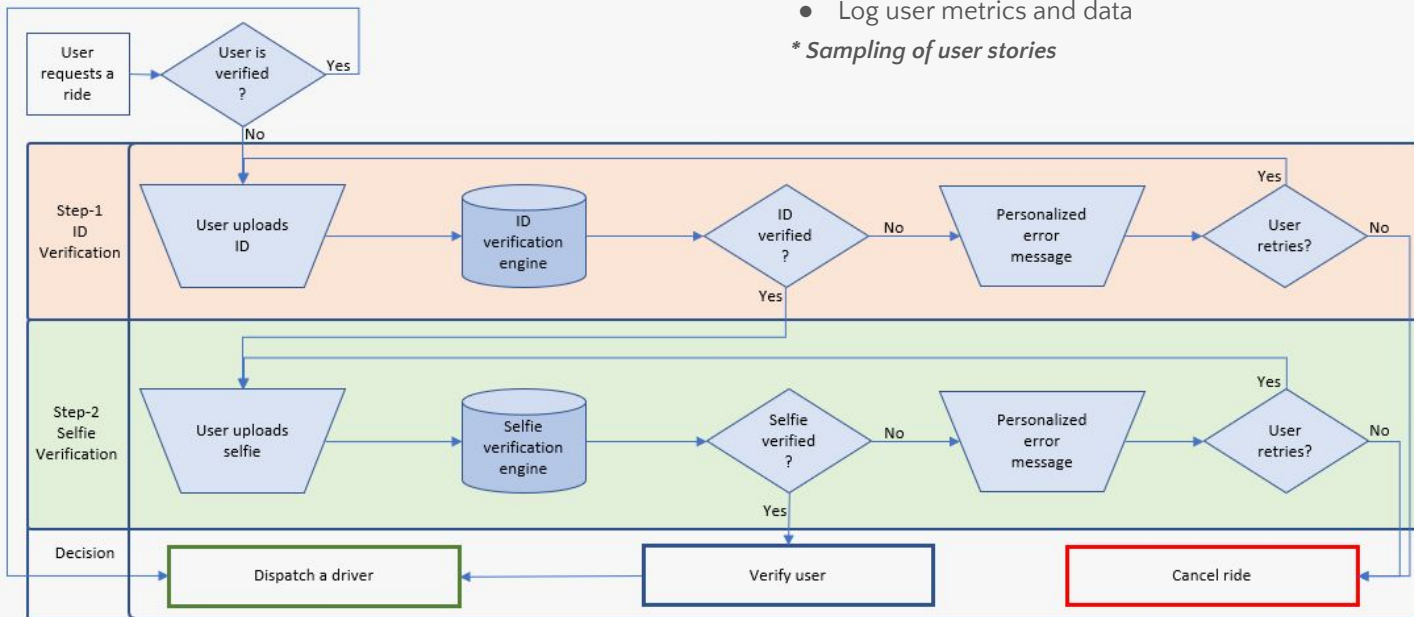 ● Log user metrics and data
* Sampling of user stories
User
requests a
ride
User is
verified
?
Yes
No
Step-1
ID
Verification
User uploads
ID
ID
verification
engine
ID
verified
?
No
Yes
Personalized
error
message
User
retries?
Yes
No
Step-2
Selfie
Verification
User uploads
selfie
Selfie
verification
engine
Selfie
verified
?
No
Yes
Personalized
error
message
User
retries?
Yes
No
Decision
Dispatch a driver
Verify user
Cancel ride